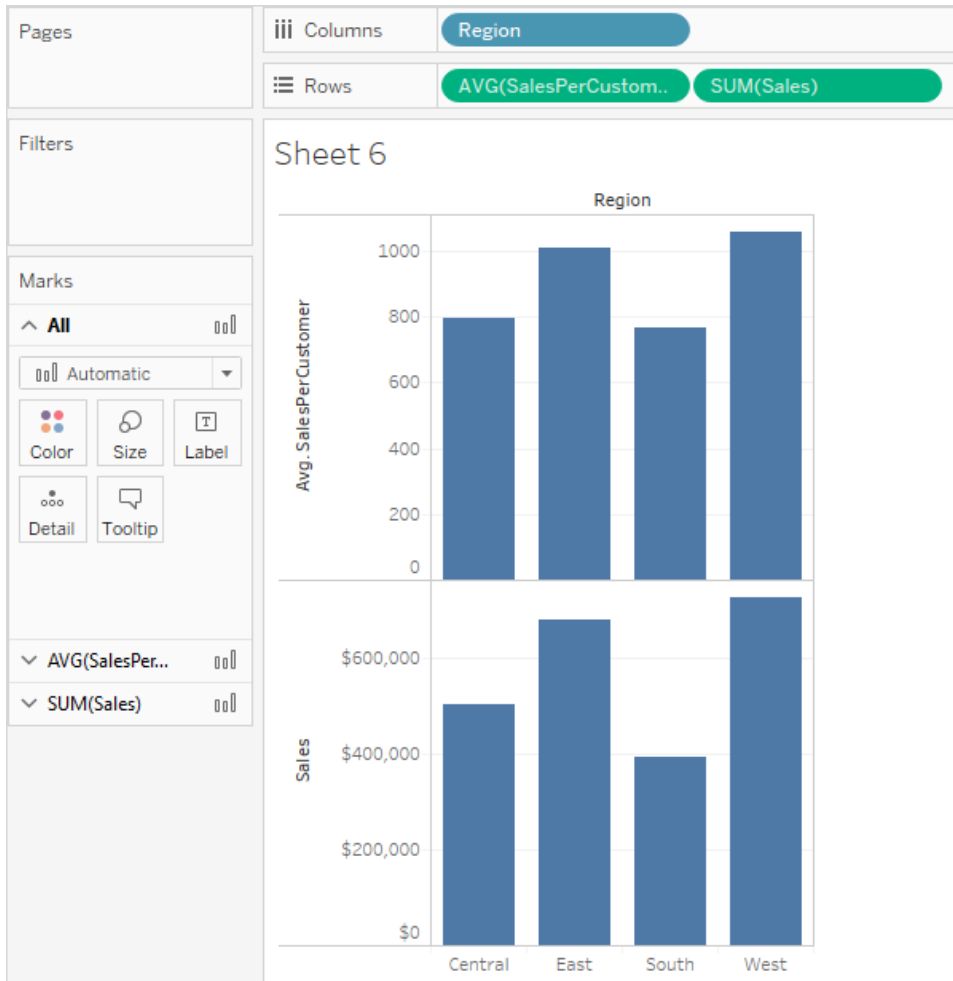 Pages
Columns
Region
Rows
AVG(SalesPerCustom..
SUM(Sales)
Filters
Marks
All
Automatic
Color
Size
T
Label
Detail
Tooltip
AVG(SalesPer...
SUM(Sales)
Sheet 6
Region
Avg. SalesPerCustomer
1000
800
600
400
200
0
Sales
$600,000
$400,000
$200,000
$0
Central
East
South
West